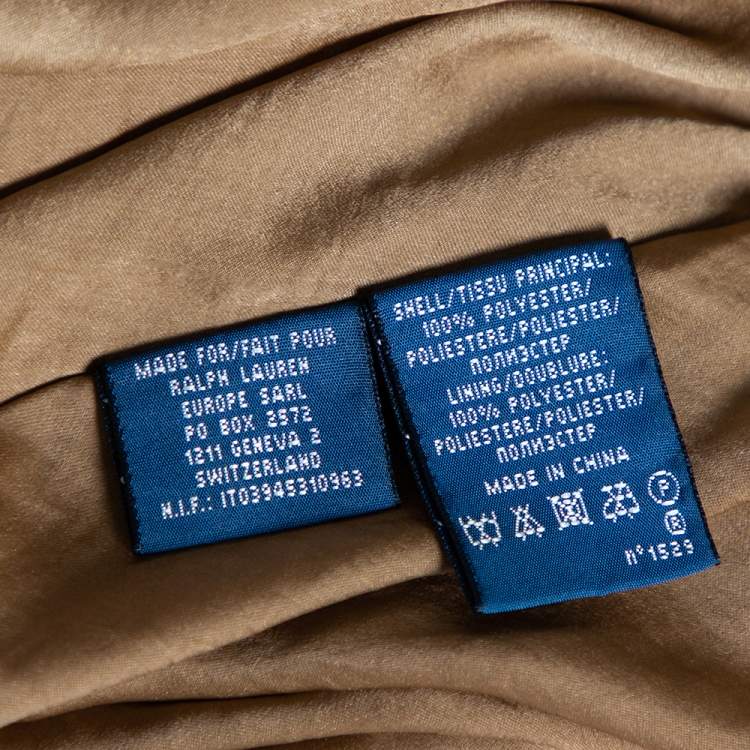 MADE FOR/FAIT POUR
RALPH LAUREN
EUROPE SARL
PO BOX 2572
1211 GENEVA 2
SWITZERLAND
N.I.F.: IT03945310963
SHELL/TISSU PRINCIPAL:
100% POLYESTER/
POLIESTERE/POLIESTER/
ПОЛИЭСТЕР
LINING/DOUBLURE:
100% POLYESTER/
POLIESTERE/POLIESTER/
ПОЛИЭСТЕР
MADE IN CHINA
P
R
n°1529